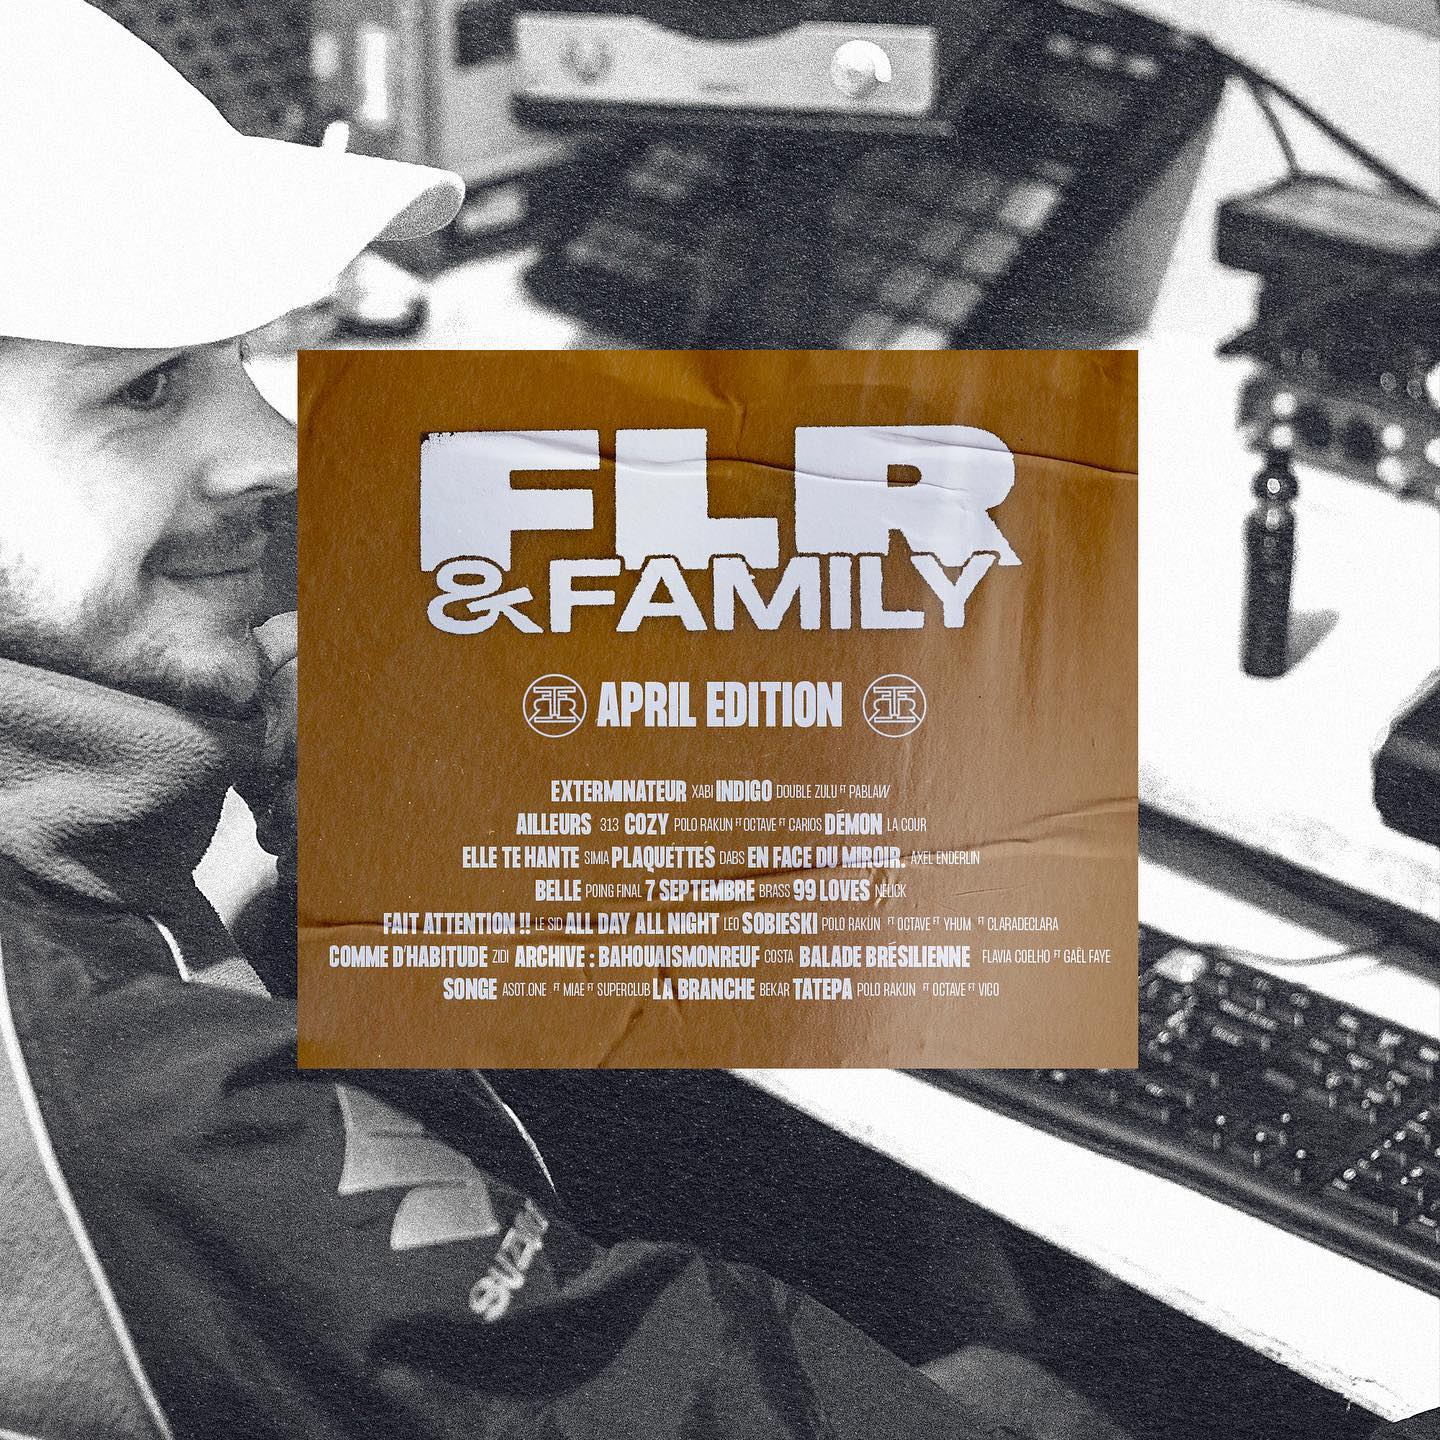 FLR
& FAMILY
APRIL EDITION
EXTERMINATEUR XABI INDIGO DOUBLE ZULU FT PABLAW
AILLEURS 313 COZY POLO RAKUN FT OCTAVE FT CARIOS DÉMON LA COUR
ELLE TE HANTE SIMIA PLAQUÉTTÉS DABS EN FACE DU MIROIR. AXEL ENDERLIN
BELLE POING FINAL 7 SEPTEMBRE BRASS 99 LOVES NELICK
FAIT ATTENTION !! LE SID ALL DAY ALL NIGHT LEO SOBIESKI POLO RAKUN FT OCTAVE FT YHUM FT CLARADECLARA
COMME D'HABITUDE ZIDI ARCHIVE : BAHOUAISMONREUF COSTA BALADE BRÉSILIENNE FLAVIA COELHO FT GAËL FAYE
SONGE ASOT.ONE FT MIAE FT SUPERCLUB LA BRANCHE BEKAR TATEPA POLO RAKUN FT OCTAVE FT VICO